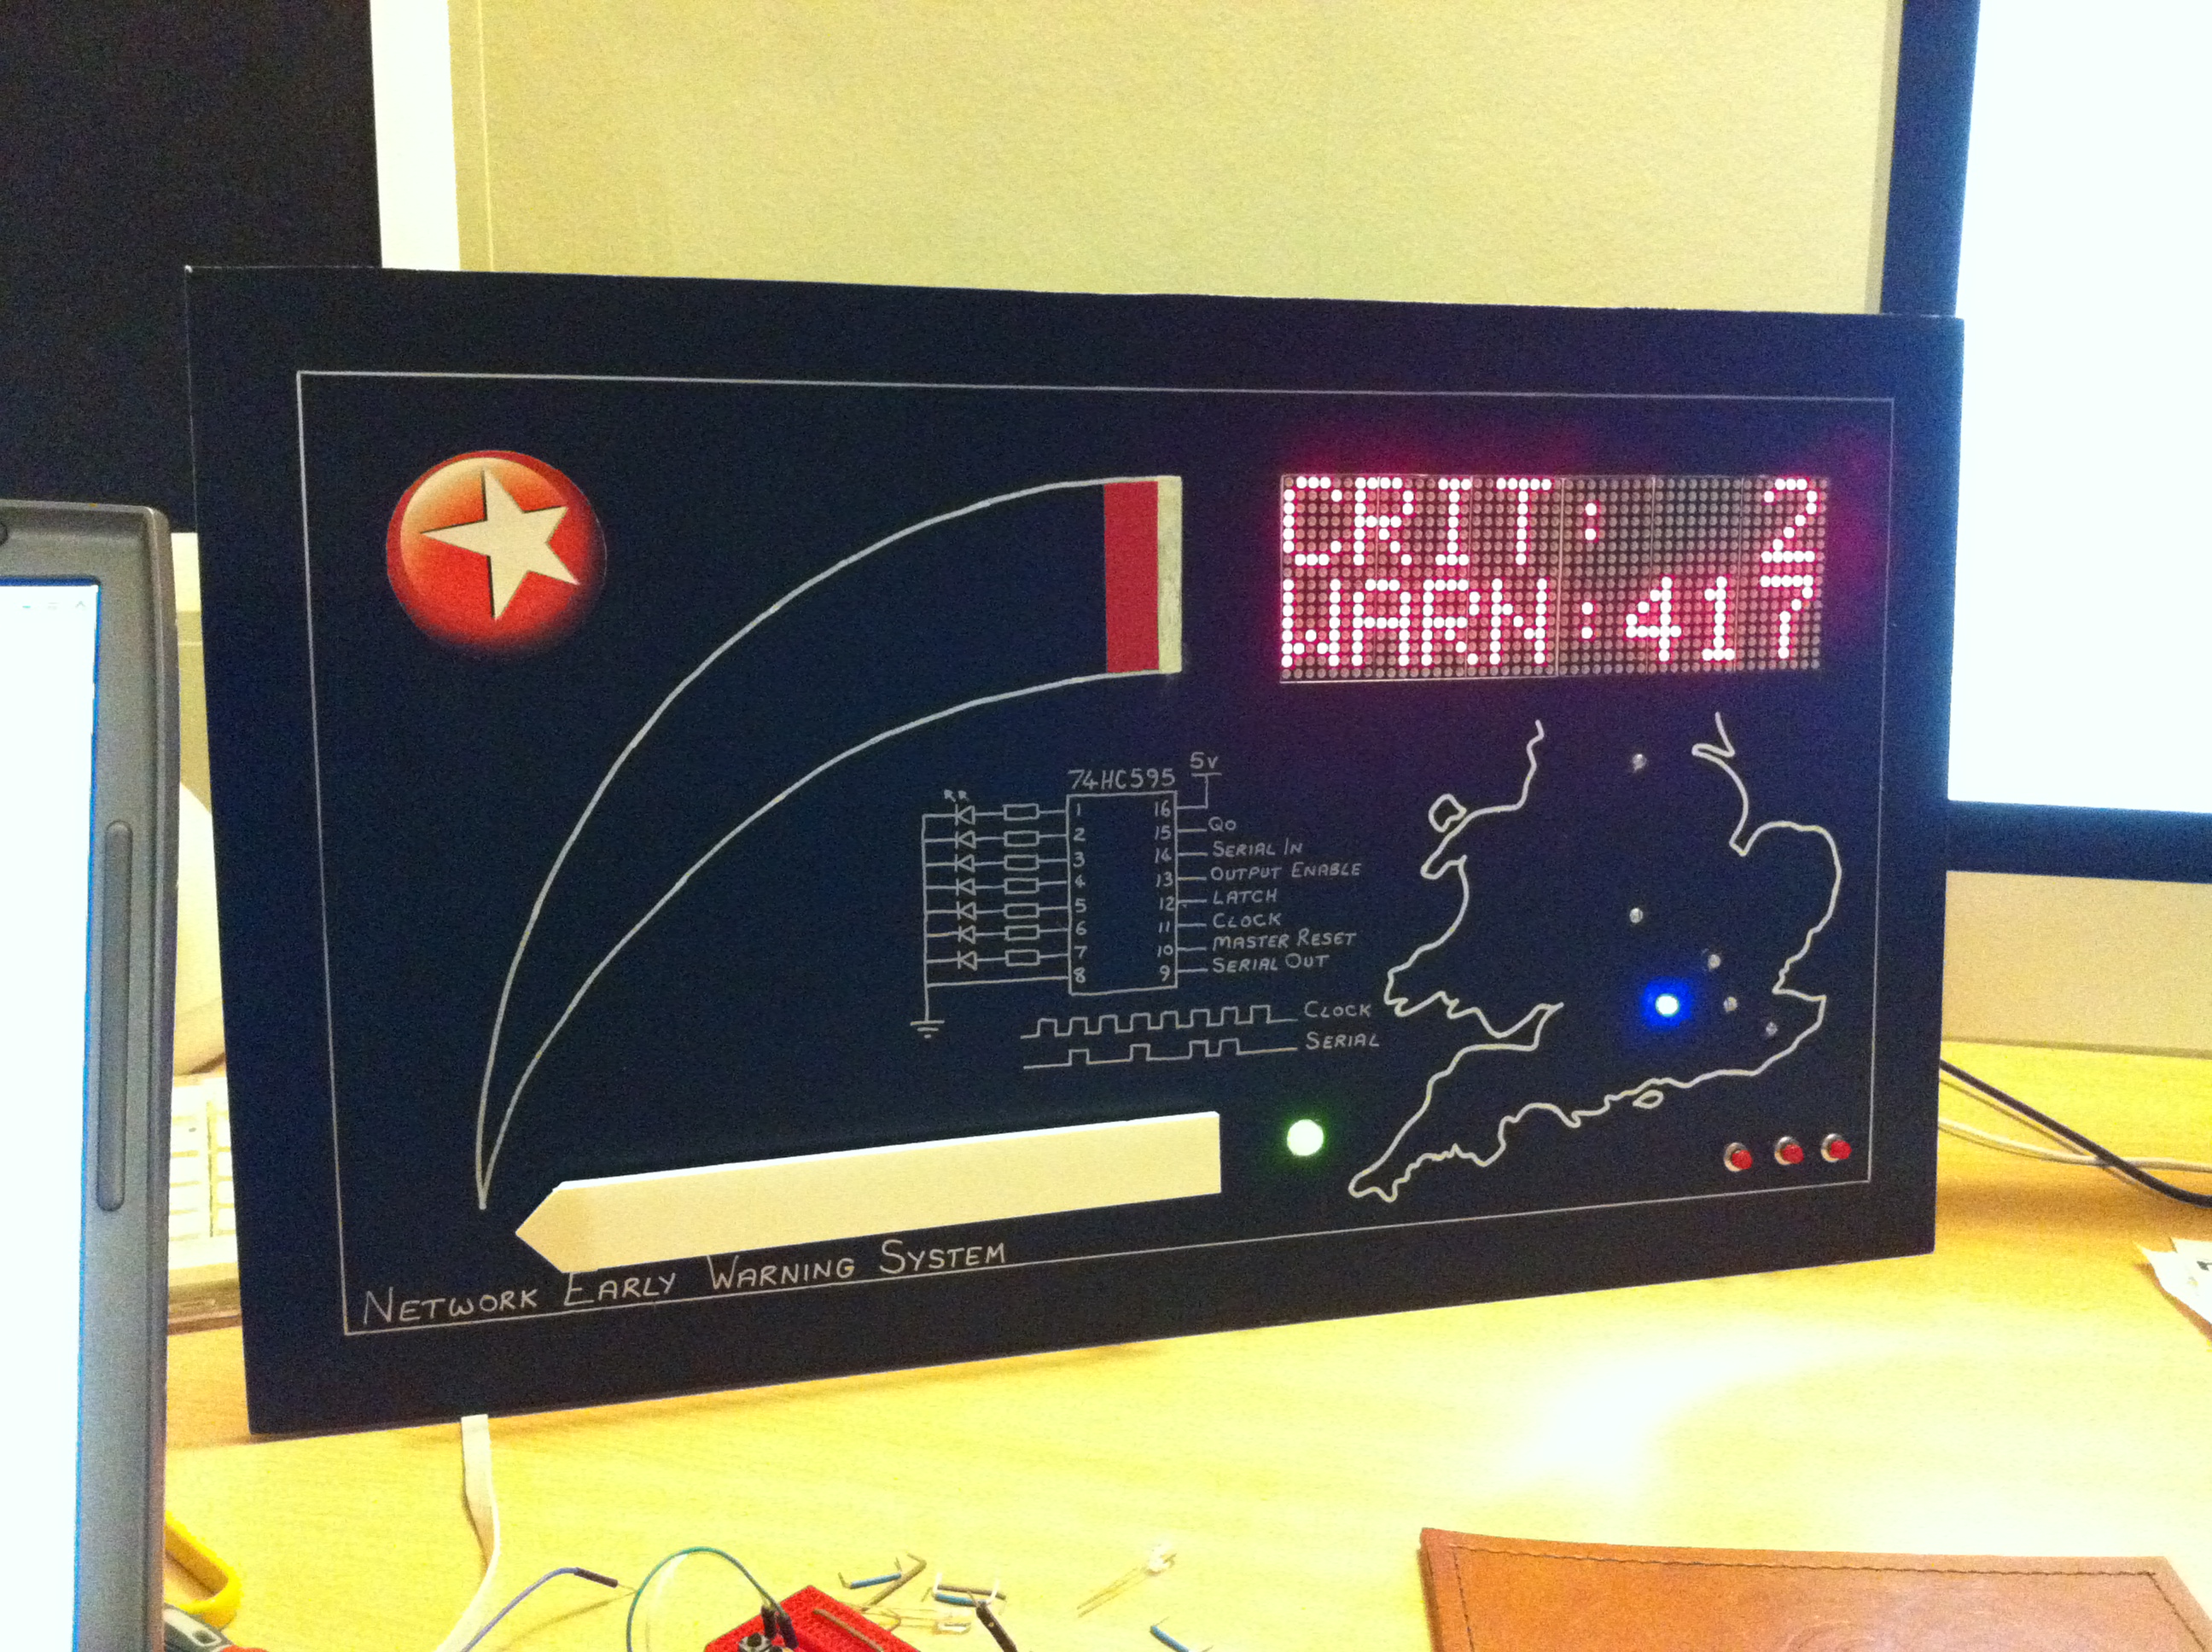 CRIT: 2
WARN:417
74HC595
5V
RR
1 16
2 15 Q0
3 14 SERIAL IN
4 13 OUTPUT ENABLE
5 12 LATCH
6 11 CLOCK
7 10 MASTER RESET
8 9 SERIAL OUT
CLOCK
SERIAL
NETWORK EARLY WARNING SYSTEM